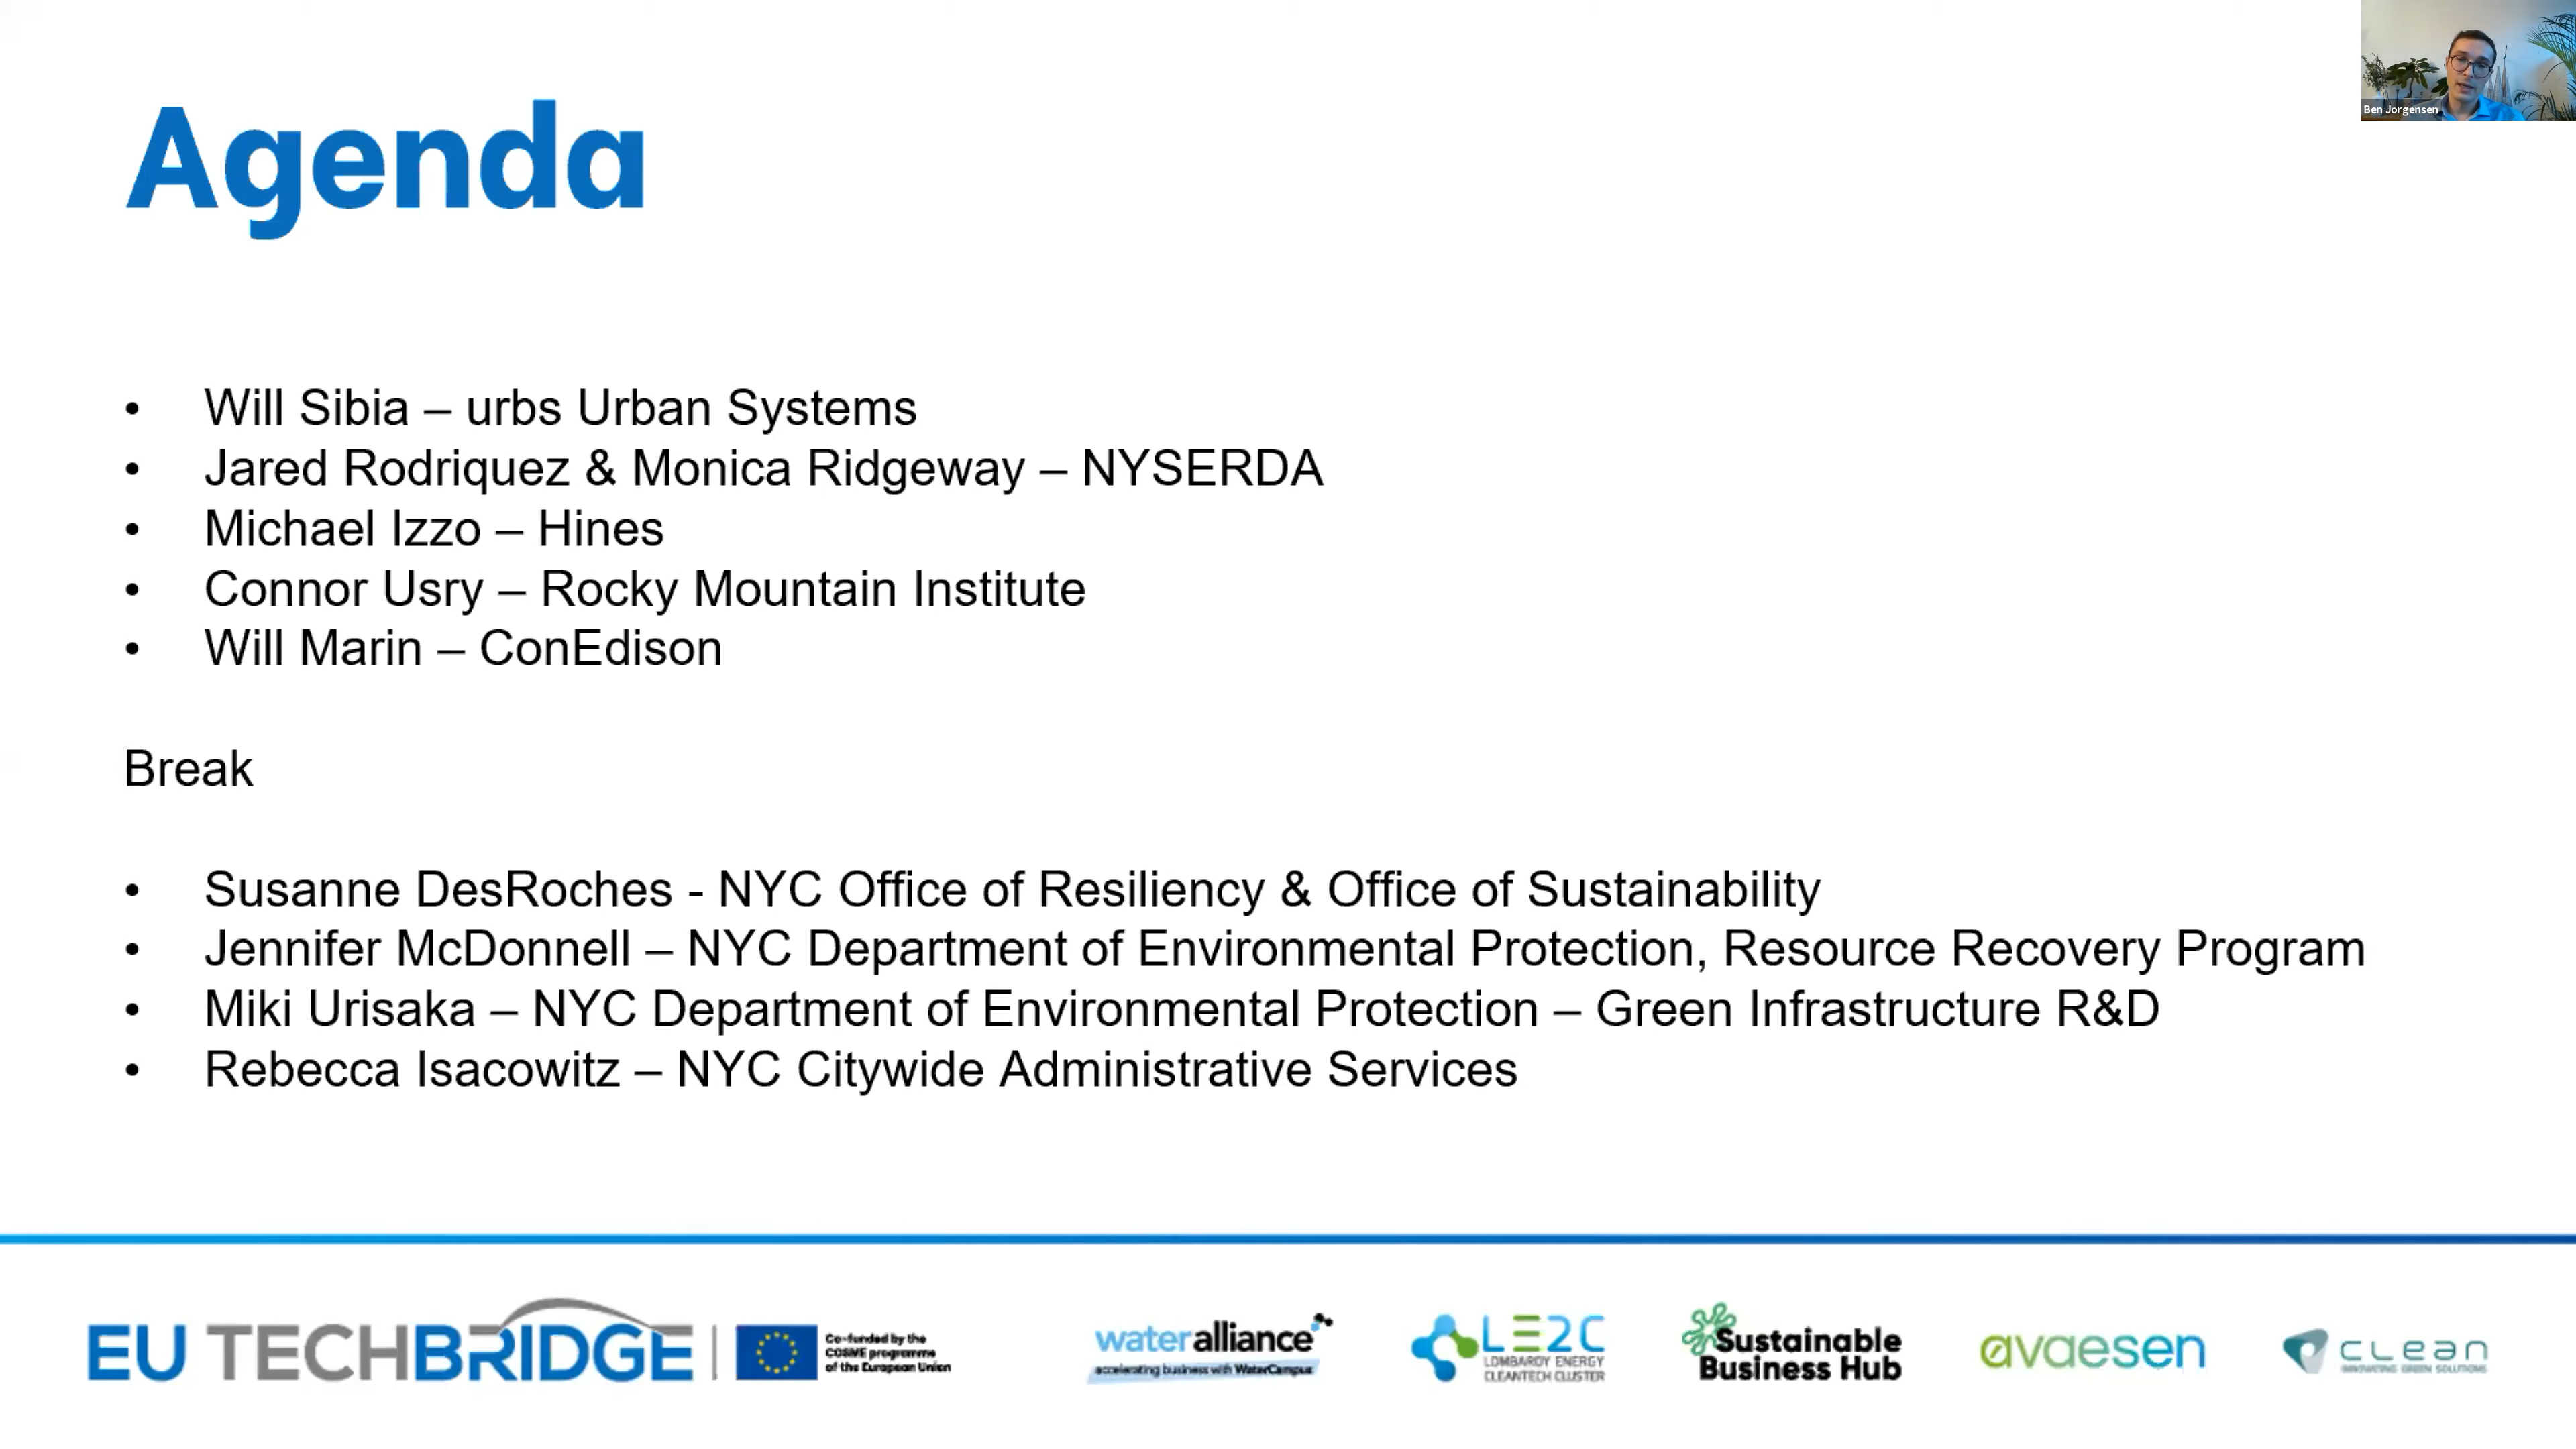 Ben Jorgensen
Agenda
• Will Sibia – urbs Urban Systems
• Jared Rodriquez & Monica Ridgeway – NYSERDA
• Michael Izzo – Hines
• Connor Usry – Rocky Mountain Institute
• Will Marin – ConEdison
Break
• Susanne DesRoches - NYC Office of Resiliency & Office of Sustainability
• Jennifer McDonnell – NYC Department of Environmental Protection, Resource Recovery Program
• Miki Urisaka – NYC Department of Environmental Protection – Green Infrastructure R&D
• Rebecca Isacowitz – NYC Citywide Administrative Services
EU TECHBRIDGE
Co-funded by the
COSME programme
of the European Union
wateralliance
accelerating business with WaterCampus
LE2C
LOMBARDY ENERGY
CLEANTECH CLUSTER
Sustainable
Business Hub
avaesen
CLean
INNOVATING GREEN SOLUTIONS